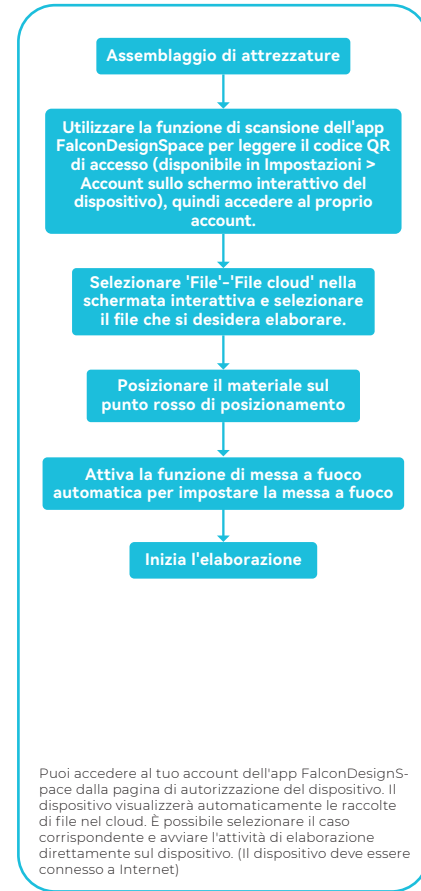 Assemblaggio di attrezzature
Utilizzare la funzione di scansione dell'app
FalconDesignSpace per leggere il codice QR
di accesso (disponibile in Impostazioni >
Account sullo schermo interattivo del
dispositivo), quindi accedere al proprio
account.
Selezionare 'File'-'File cloud' nella
schermata interattiva e selezionare
il file che si desidera elaborare.
Posizionare il materiale sul
punto rosso di posizionamento
Attiva la funzione di messa a fuoco
automatica per impostare la messa a fuoco
Inizia l'elaborazione
Puoi accedere al tuo account dell'app FalconDesignS-
pace dalla pagina di autorizzazione del dispositivo. Il
dispositivo visualizzerà automaticamente le raccolte
di file nel cloud. È possibile selezionare il caso
corrispondente e avviare l'attività di elaborazione
direttamente sul dispositivo. (Il dispositivo deve essere
connesso a Internet)